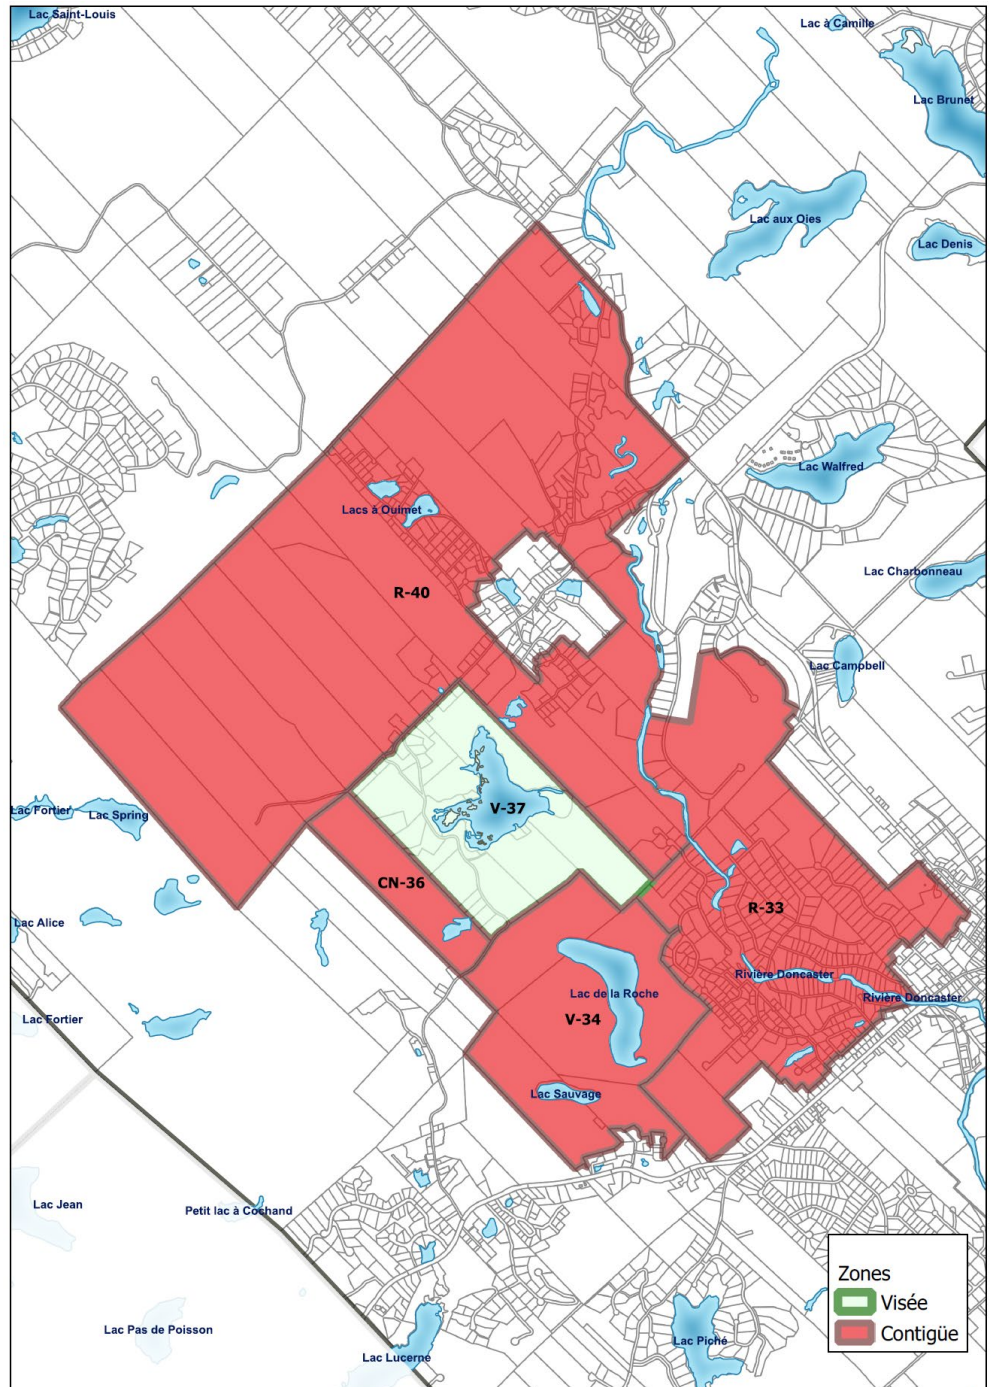 Lac Saint-Louis
Lac à Camille
Lac Brunet
Lac aux Oies
Lac Denis
Lac Walfred
Lacs à Ouimet
Lac Charbonneau
R-40
Lac Campbell
V-37
Lac Fortier
Lac Spring
CN-36
R-33
Lac Alice
Rivière Doncaster
Lac de la Roche
Rivière Doncaster
Lac Fortier
V-34
Lac Sauvage
Lac Jean
Petit lac à Cochand
Zones
Visée
Contigüe
Lac Pas de Poisson
Lac Piché
Lac Lucerne